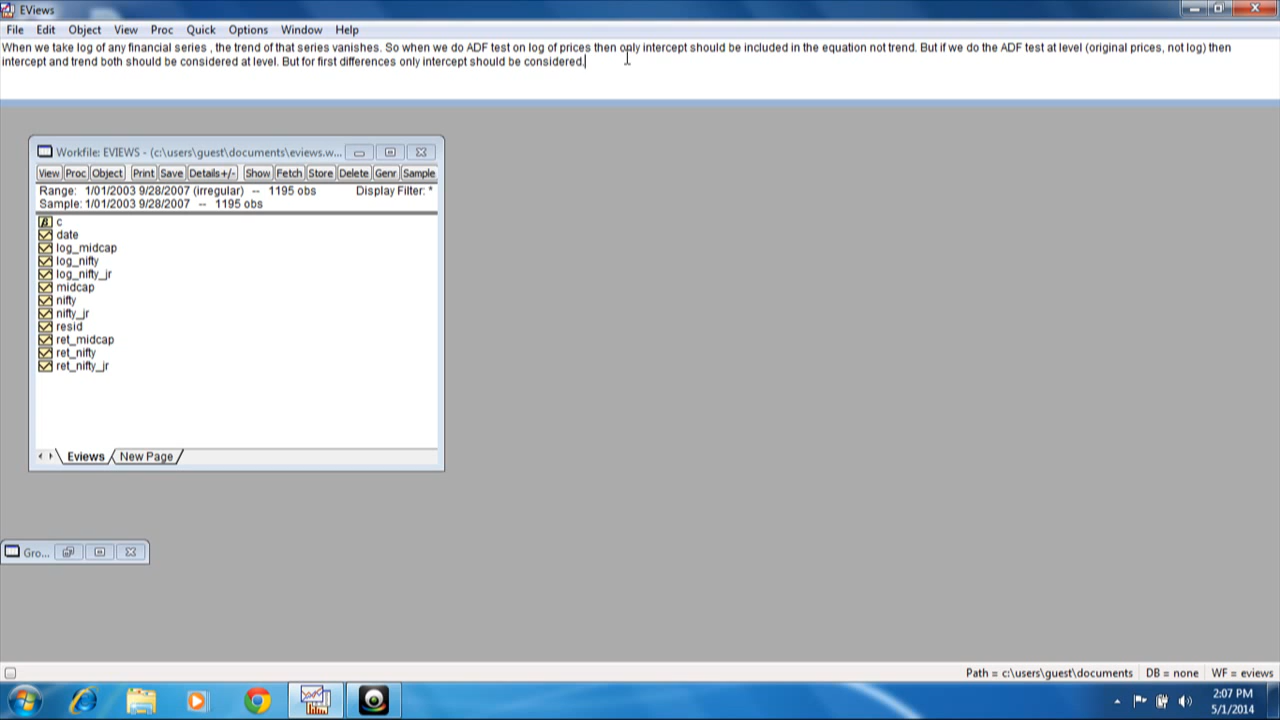 EViews
File Edit Object View Proc Quick Options Window Help
When we take log of any financial series , the trend of that series vanishes. So when we do ADF test on log of prices then only intercept should be included in the equation not trend. But if we do the ADF test at level (original prices, not log) then
intercept and trend both should be considered at level. But for first differences only intercept should be considered.
Workfile: EVIEWS - (c:\users\guest\documents\eviews.w...
View Proc Object Print Save Details+/- Show Fetch Store Delete Genr Sample
Range: 1/01/2003 9/28/2007 (irregular) -- 1195 obs Display Filter: *
Sample: 1/01/2003 9/28/2007 -- 1195 obs
c
date
log_midcap
log_nifty
log_nifty_jr
midcap
nifty
nifty_jr
resid
ret_midcap
ret_nifty
ret_nifty_jr
Eviews New Page
Gro...
Path = c:\users\guest\documents DB = none WF = eviews
2:07 PM
5/1/2014